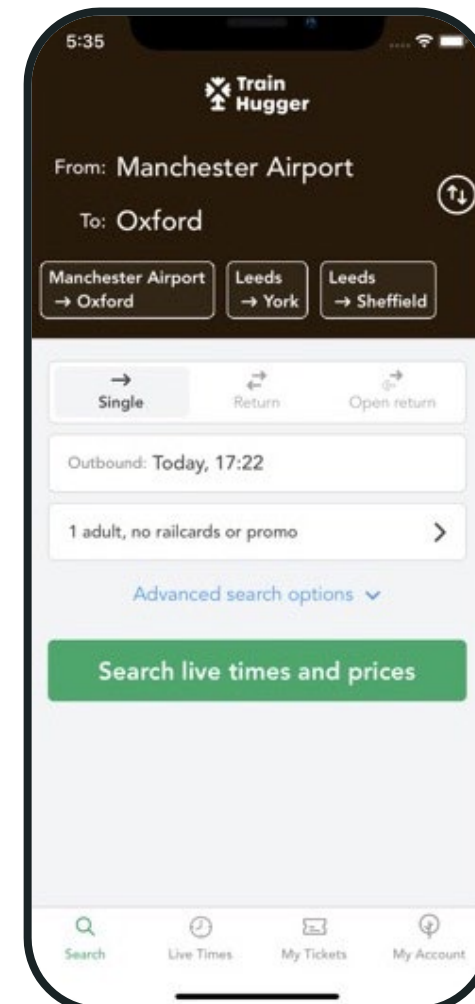 5:35
Train
Hugger
From: Manchester Airport
To: Oxford
Manchester Airport
→ Oxford
Leeds
→ York
Leeds
→ Sheffield
Single
Return
Open return
Outbound: Today, 17:22
1 adult, no railcards or promo
Advanced search options
Search live times and prices
Search
Live Times
My Tickets
My Account